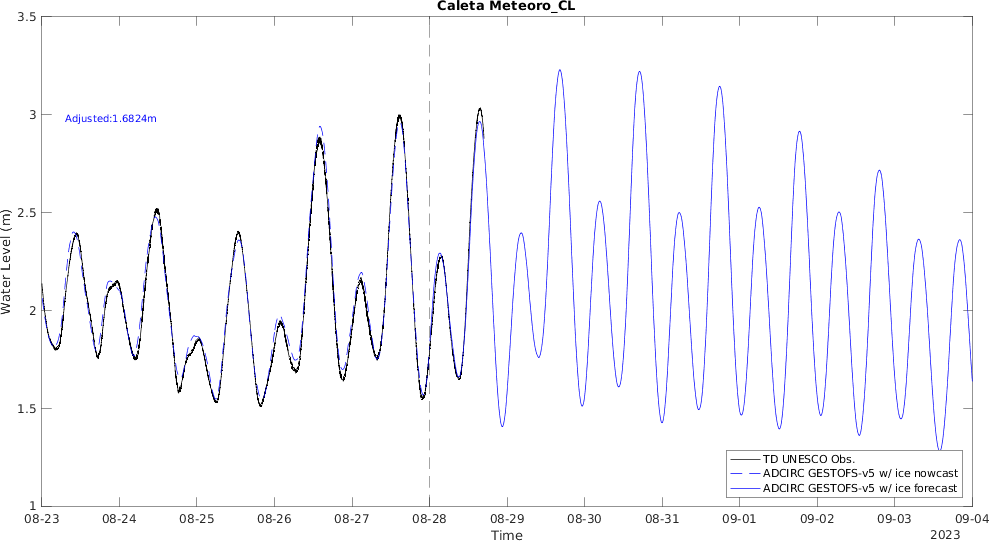 Caleta Meteoro_CL
3.5
3
2.5
2
1.5
1
Water Level (m)
Adjusted:1.6824m
TD UNESCO Obs.
ADCIRC GESTOFS-v5 w/ ice nowcast
ADCIRC GESTOFS-v5 w/ ice forecast
08-23 08-24 08-25 08-26 08-27 08-28 08-29 08-30 08-31 09-01 09-02 09-03 09-04
Time
2023